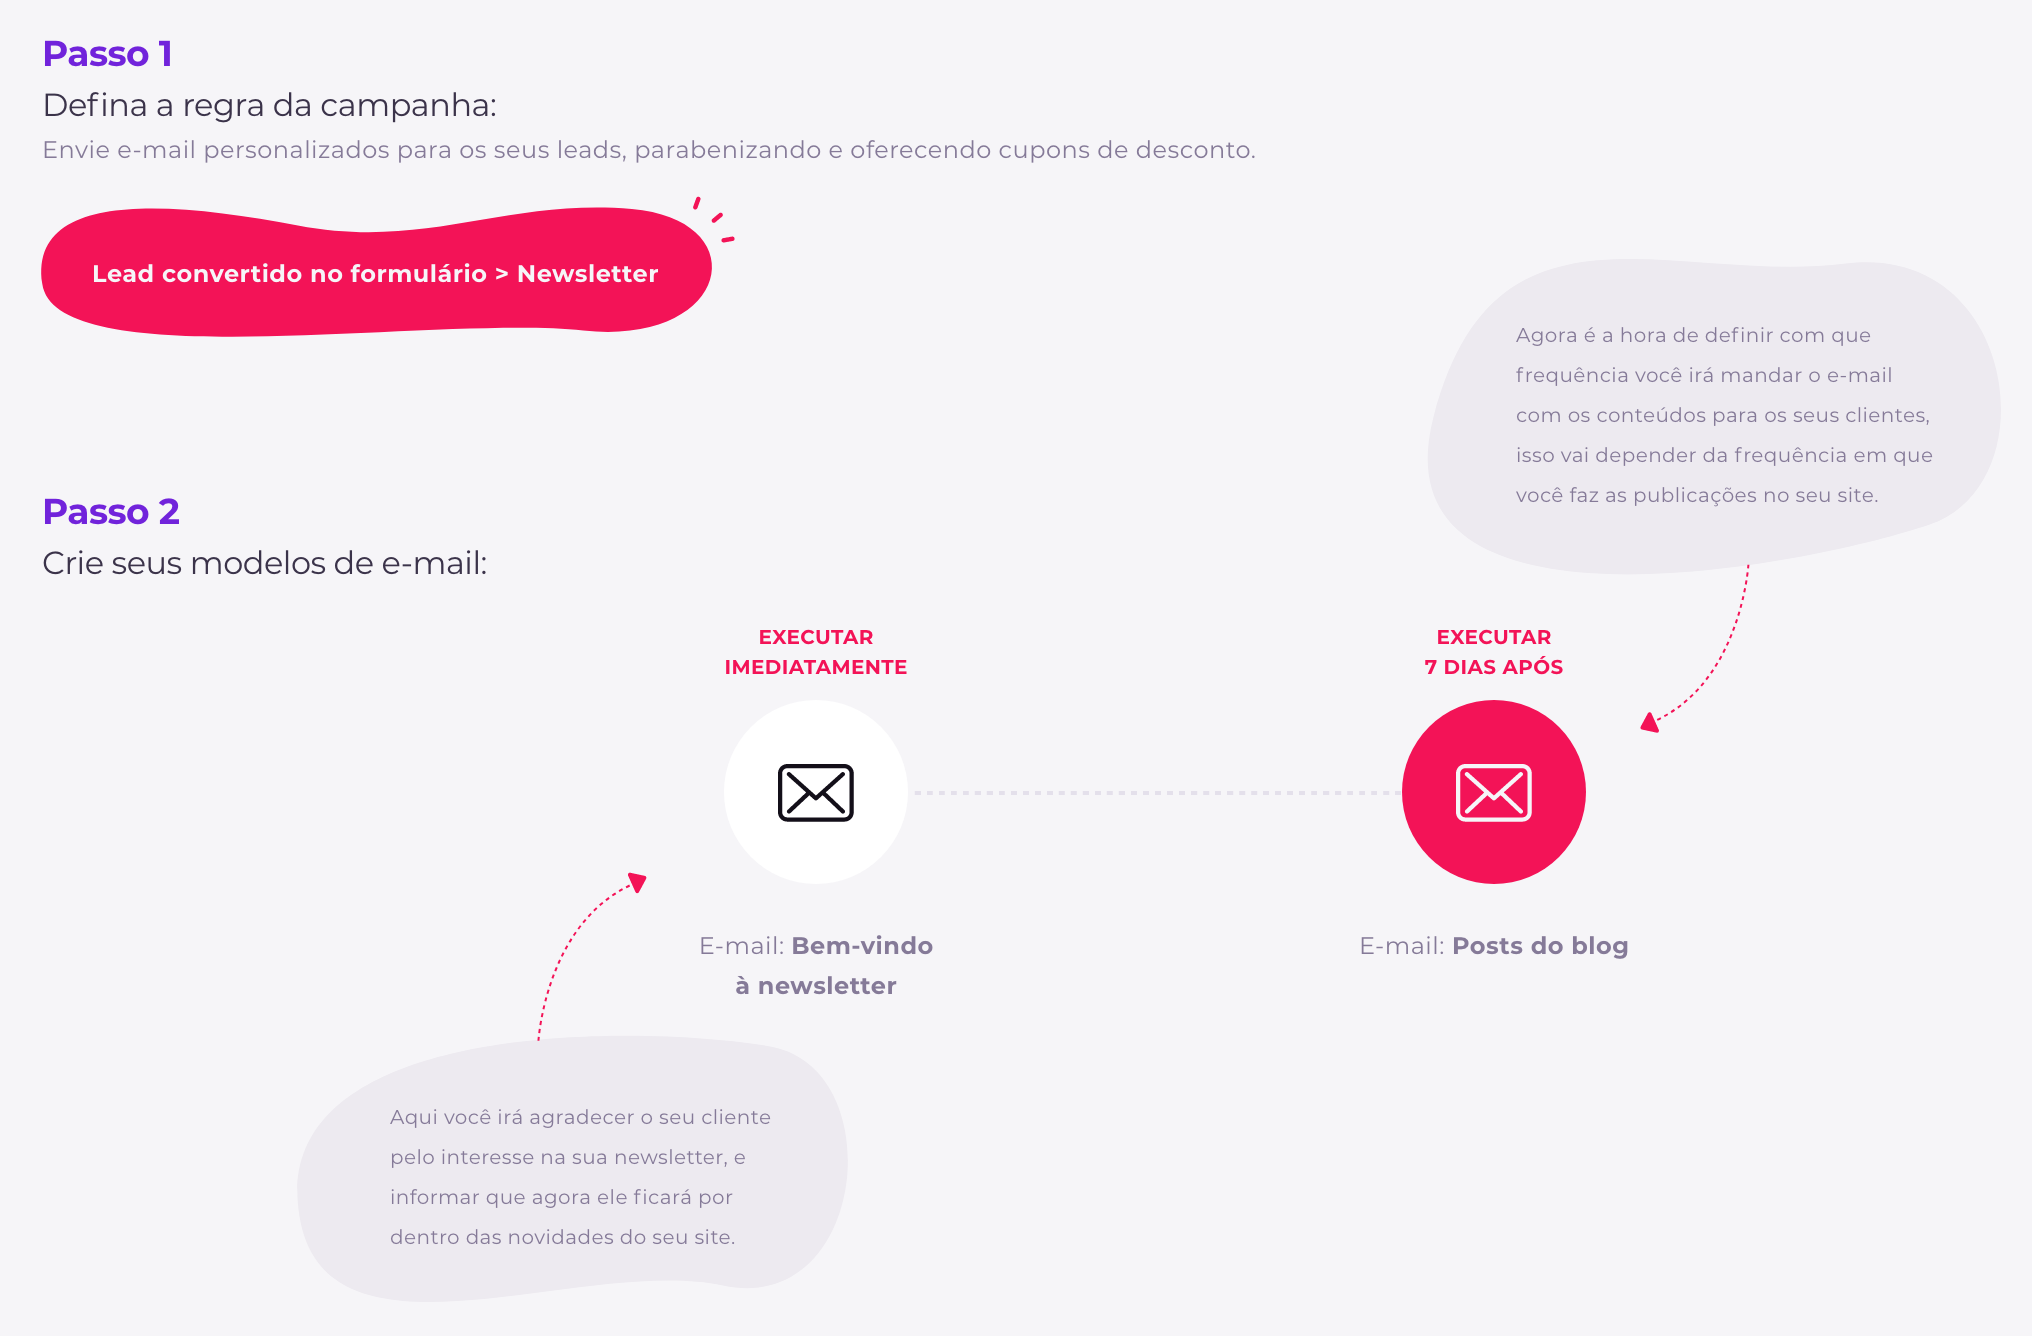 Passo 1
Defina a regra da campanha:
Envie e-mail personalizados para os seus leads, parabenizando e oferecendo cupons de desconto.
Lead convertido no formulário > Newsletter
Agora é a hora de definir com que
frequência você irá mandar o e-mail
com os conteúdos para os seus clientes,
isso vai depender da frequência em que
você faz as publicações no seu site.
Passo 2
Crie seus modelos de e-mail:
EXECUTAR
IMEDIATAMENTE
E-mail: Bem-vindo
à newsletter
EXECUTAR
7 DIAS APÓS
E-mail: Posts do blog
Aqui você irá agradecer o seu cliente
pelo interesse na sua newsletter, e
informar que agora ele ficará por
dentro das novidades do seu site.